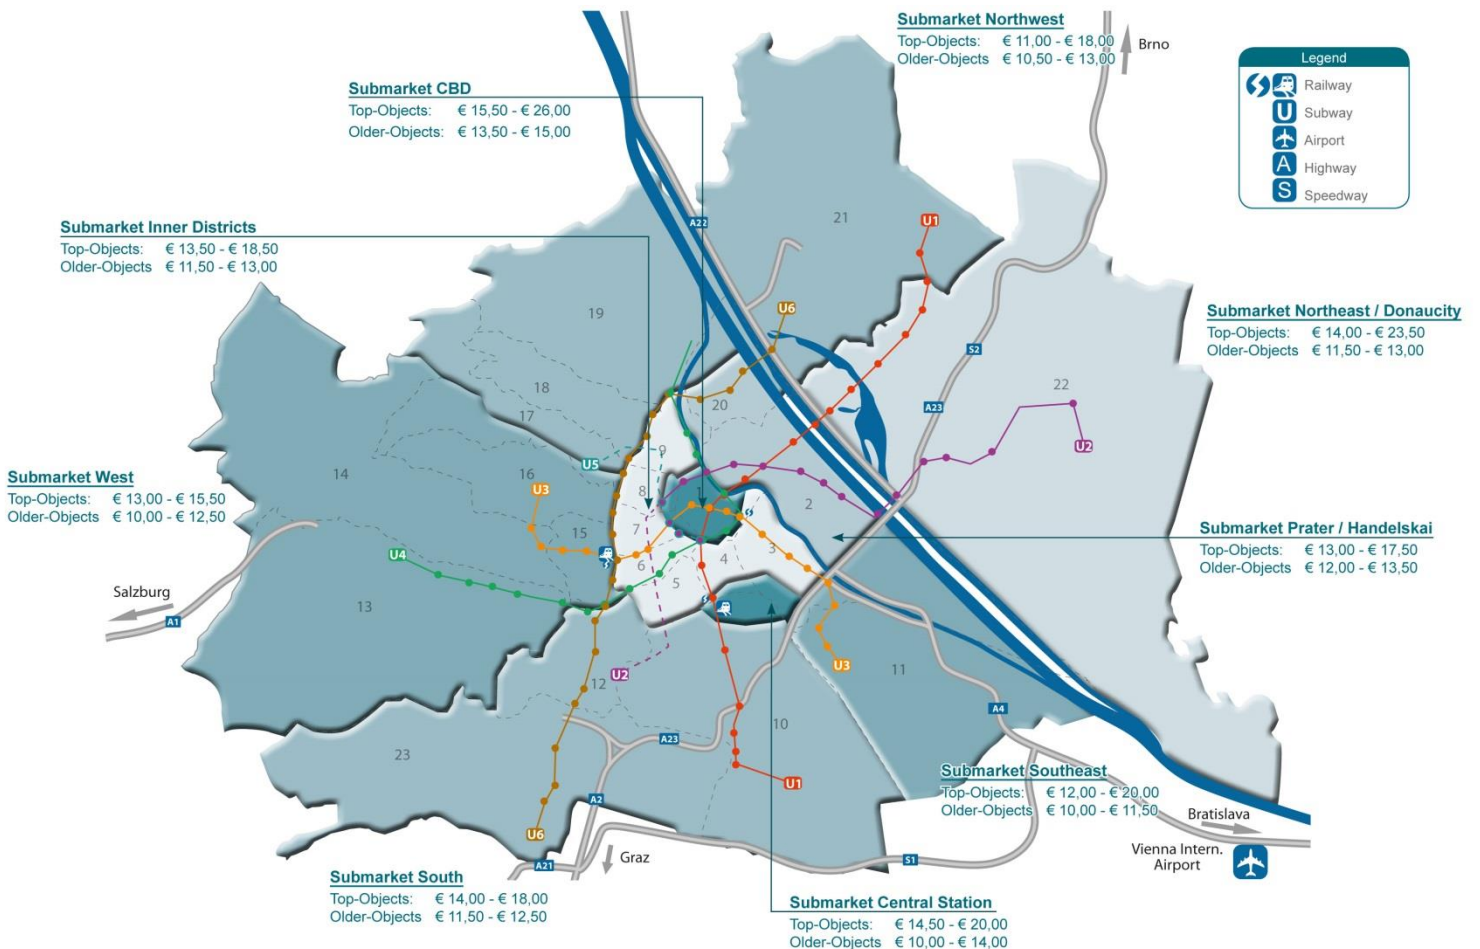 Submarket Northwest
Top-Objects: € 11,00 - € 18,00
Older-Objects € 10,50 - € 13,00
Brno
Legend
Railway
U Subway
Airport
A Highway
S Speedway
Submarket CBD
Top-Objects: € 15,50 - € 26,00
Older-Objects: € 13,50 - € 15,00
Submarket Inner Districts
Top-Objects: € 13,50 - € 18,50
Older-Objects € 11,50 - € 13,00
A22
21
U1
19
U6
Submarket Northeast / Donaucity
Top-Objects: € 14,00 - € 23,50
Older-Objects € 11,50 - € 13,00
S2
18
22
17
20
A23
U2
9
U5
14
16
Submarket West
Top-Objects: € 13,00 - € 15,50
Older-Objects € 10,00 - € 12,50
U3
8
1
2
7
15
3
Submarket Prater / Handelskai
Top-Objects: € 13,00 - € 17,50
Older-Objects € 12,00 - € 13,50
U4
6
4
5
Salzburg
A1
13
U3
11
U2
12
A4
10
A23
23
U1
Submarket Southeast
Top-Objects: € 12,00 - € 20,00
Older-Objects € 10,00 - € 11,50
A2
Bratislava
U6
Vienna Intern.
Airport
Graz
A21
S1
Submarket South
Top-Objects: € 14,00 - € 18,00
Older-Objects € 11,50 - € 12,50
Submarket Central Station
Top-Objects: € 14,50 - € 20,00
Older-Objects € 10,00 - € 14,00